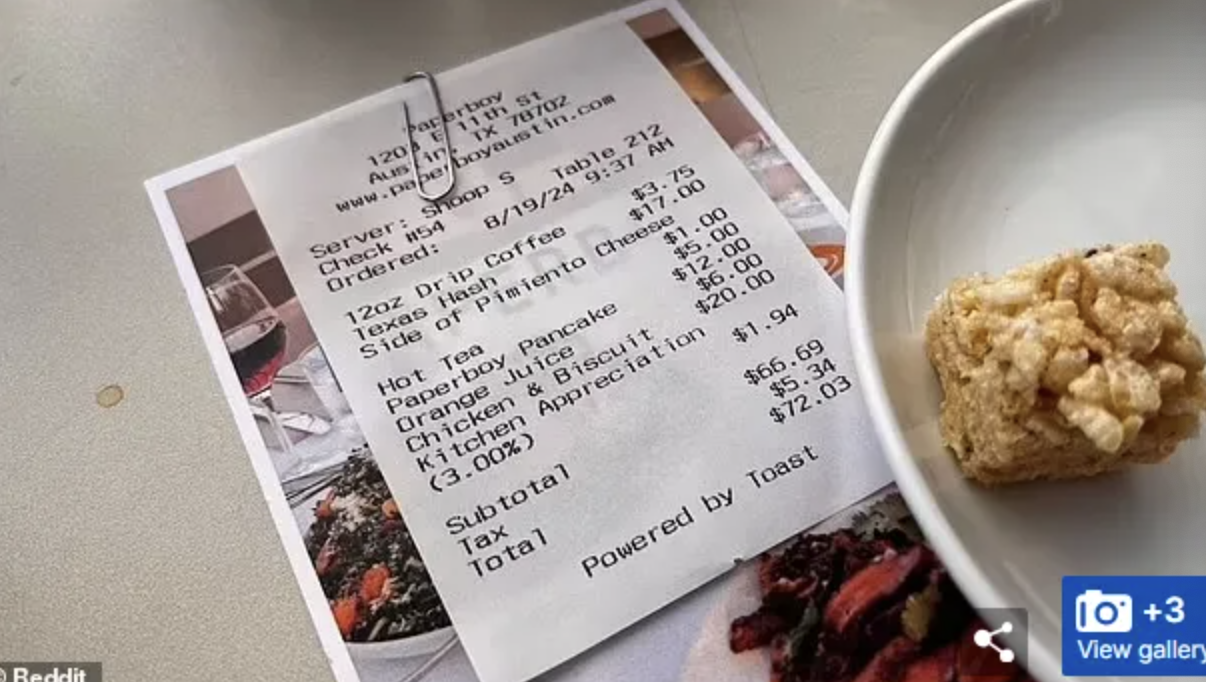 Paperboy
E 11th St
Austin, TX 78702
www.paperboyaustin.com
Server: Shoop S
Check #54 Table 212
Ordered: 8/19/24 9:37 AM
12oz Drip Coffee $3.75
Texas Hash $17.00
Side of Pimiento Cheese $1.00
Hot Tea $5.00
Paperboy Pancake $12.00
Orange Juice $6.00
Chicken & Biscuit $20.00
Kitchen Appreciation $1.94
(3.00%)
Subtotal $66.69
Tax $5.34
Total $72.03
Powered by Toast
+3
View gallery
© Reddit